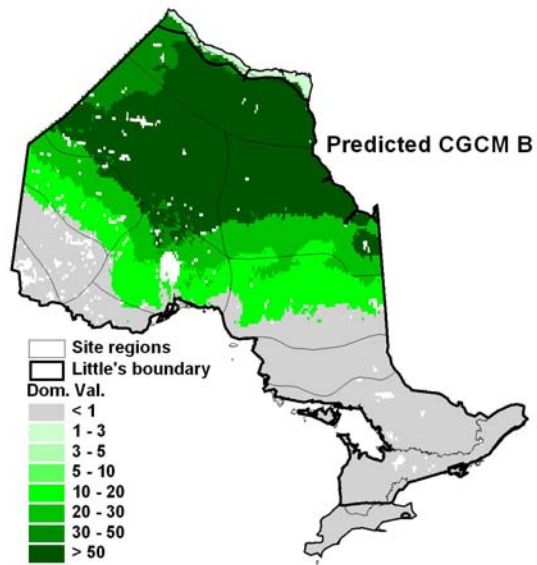 Predicted CGCM B
Site regions
Little's boundary
Dom. Val.
< 1
1 - 3
3 - 5
5 - 10
10 - 20
20 - 30
30 - 50
> 50